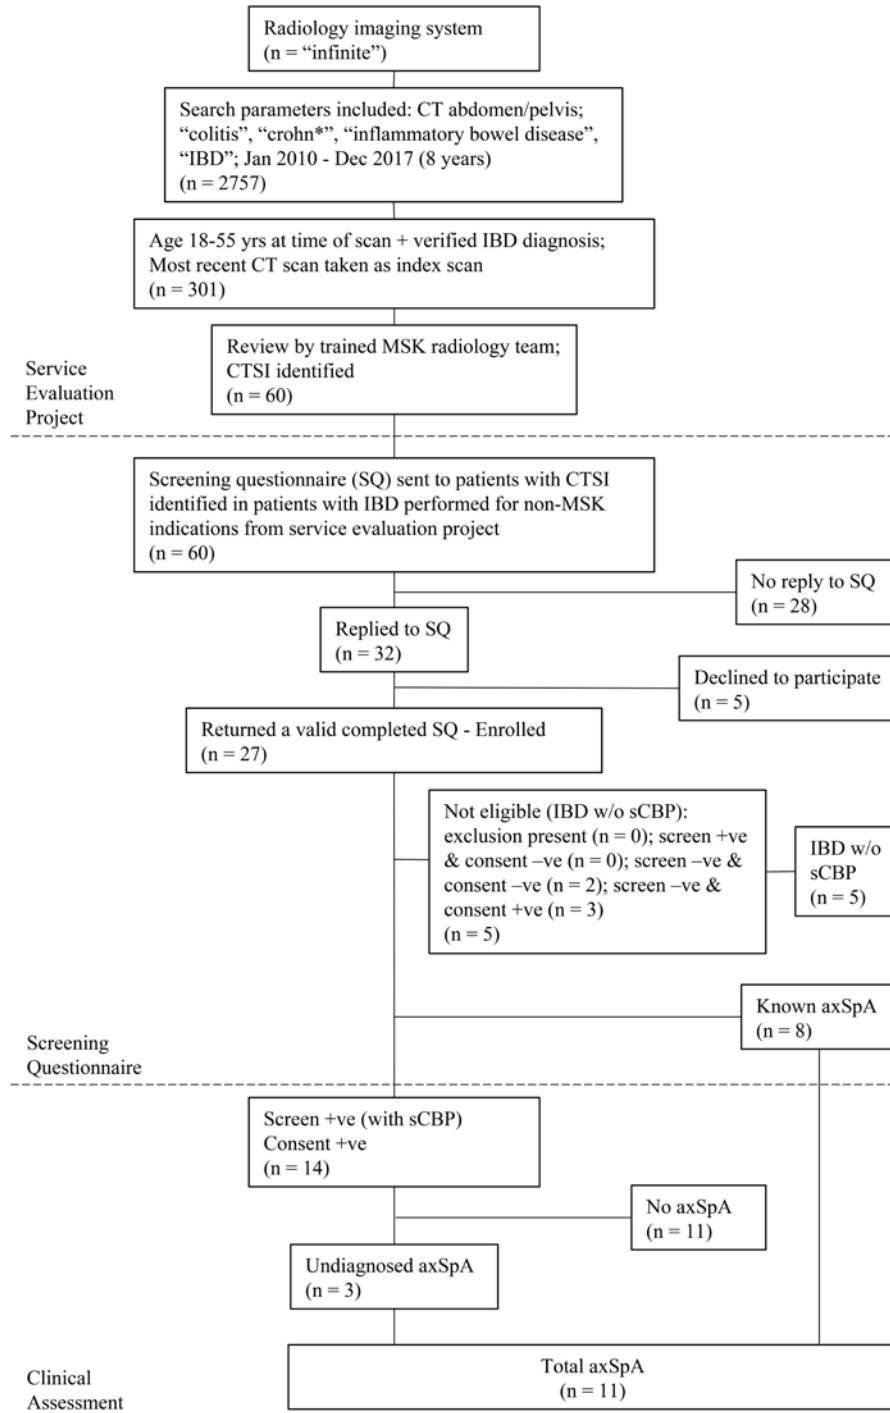 Radiology imaging system
(n = “infinite”)
Search parameters included: CT abdomen/pelvis;
“colitis”, “crohn*”, “inflammatory bowel disease”,
“IBD”; Jan 2010 - Dec 2017 (8 years)
(n = 2757)
Age 18-55 yrs at time of scan + verified IBD diagnosis;
Most recent CT scan taken as index scan
(n = 301)
Review by trained MSK radiology team;
CTSI identified
(n = 60)
Service
Evaluation
Project
Screening questionnaire (SQ) sent to patients with CTSI
identified in patients with IBD performed for non-MSK
indications from service evaluation project
(n = 60)
No reply to SQ
(n = 28)
Replied to SQ
(n = 32)
Declined to participate
(n = 5)
Returned a valid completed SQ - Enrolled
(n = 27)
Not eligible (IBD w/o sCBP):
exclusion present (n = 0); screen +ve
& consent –ve (n = 0); screen –ve &
consent –ve (n = 2); screen –ve &
consent +ve (n = 3)
(n = 5)
IBD w/o
sCBP
(n = 5)
Known axSpA
(n = 8)
Screening
Questionnaire
Screen +ve (with sCBP)
Consent +ve
(n = 14)
No axSpA
(n = 11)
Undiagnosed axSpA
(n = 3)
Total axSpA
(n = 11)
Clinical
Assessment